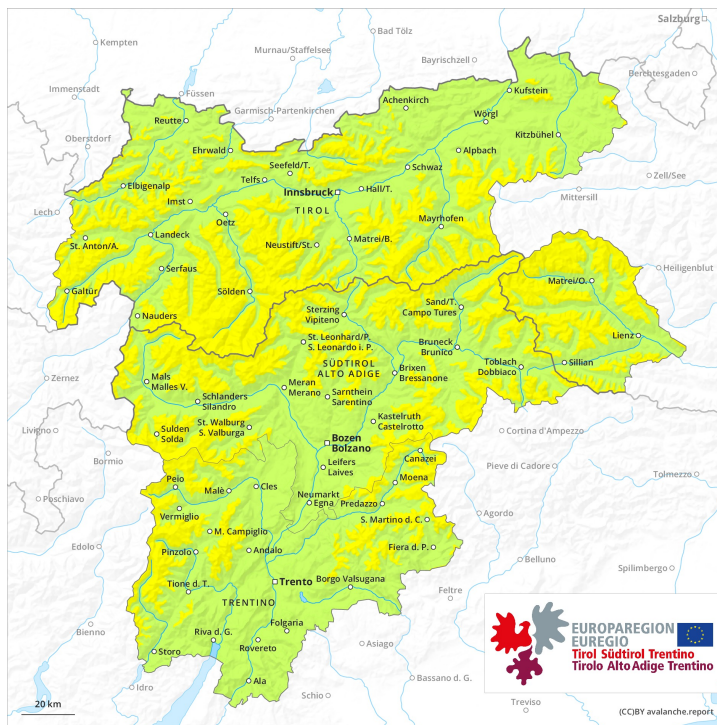 Salzburg
Kempten
Bad Tölz
Murnau/Staffelsee
Bayrischzell
Berchtesgaden
Immenstadt
Füssen
Kufstein
Achenkirch
Garmisch-Partenkirchen
Reutte
Wörgl
Oberstdorf
Kitzbühel
Ehrwald
Alpbach
Seefeld/T.
Schwaz
Telfs
Zell/See
Elbigenalp
Innsbruck
Hall/T.
Mittersill
Imst
TIROL
Lech
Oetz
Mayrhofen
Landeck
Matrei/B.
St. Anton/A.
Neustift/St.
Serfaus
Heiligenblut
Matrei/O.
Galtür
Sölden
Sand/T.
Campo Tures
Nauders
Sterzing
Vipiteno
Lienz
St. Leonhard/P.
S. Leonardo i. P.
Bruneck
Brunico
SÜDTIROL
ALTO ADIGE
Toblach
Dobbiaco
Sillian
Brixen
Bressanone
Zernez
Mals
Malles V.
Meran
Merano
Sarnthein
Sarentino
Schlanders
Silandro
St. Walburg
S. Valburga
Kastelruth
Castelrotto
Livigno
Sulden
Solda
Cortina d'Ampezzo
Bozen
Bolzano
Bormio
Canazei
Pieve di Cadore
Leifers
Laives
Tolmezzo
Poschiavo
Peio
Malè
Cles
Moena
Neumarkt
Egna
Predazzo
Vermiglio
Agordo
S. Martino d. C.
M. Campiglio
Edolo
Pinzolo
Andalo
Fiera d. P.
Belluno
Spilimbergo
Tione d. T.
Trento
Borgo Valsugana
Feltre
TRENTINO
Folgaria
Bienno
Riva d. G.
Rovereto
Asiago
Storo
Bassano d. G.
Idro
Ala
Schio
Treviso
EUROPAREGION
EUREGIO
Tirol Südtirol Trentino
Tirolo Alto Adige Trentino
20 km
(CC)BY avalanche.report